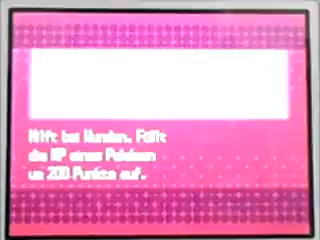 Hilft bei Wunden. Füllt
die KP eines Pokémon
um 200 Punkte auf.